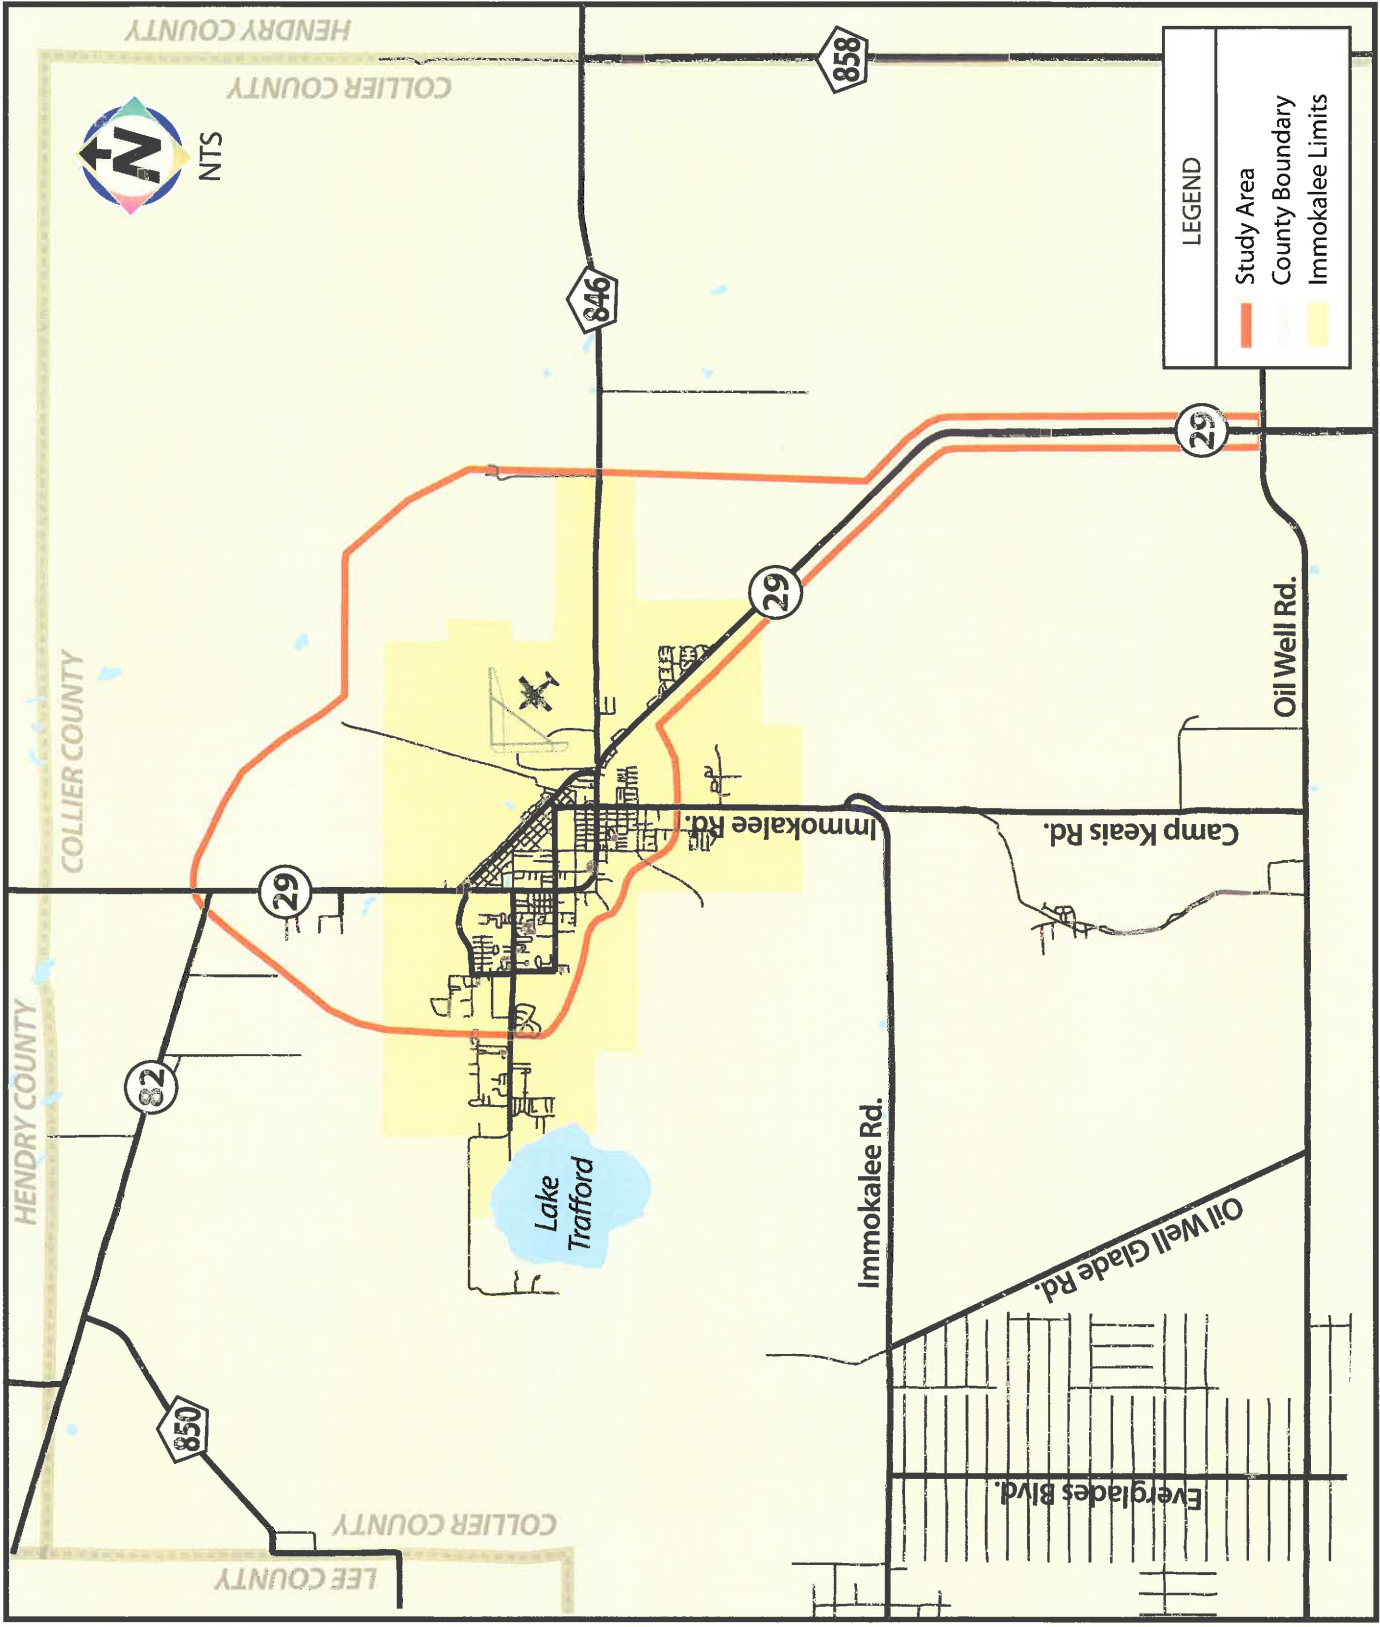 HENDRY COUNTY
COLLIER COUNTY
N
NTS
858
846
LEGEND
Study Area
County Boundary
Immokalee Limits
29
29
29
COLLIER COUNTY
HENDRY COUNTY
82
850
Lake
Trafford
Immokalee Rd.
Immokalee Rd.
Camp Keais Rd.
Oil Well Rd.
Oil Well Glade Rd.
Everglades Blvd.
COLLIER COUNTY
LEE COUNTY